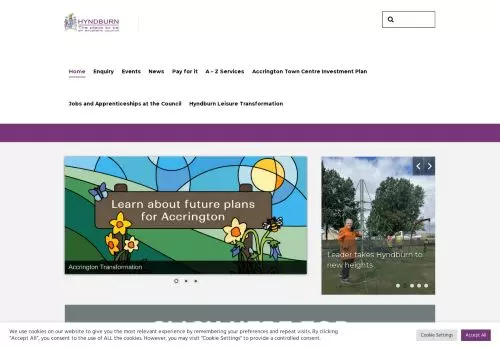 HYNDBURN
The place to be
an excellent council
Home Enquiry Events News Pay for it A – Z Services Accrington Town Centre Investment Plan
Jobs and Apprenticeships at the Council Hyndburn Leisure Transformation
Learn about future plans
for Accrington
Accrington Transformation
Leader takes Hyndburn to
new heights
We use cookies on our website to give you the most relevant experience by remembering your preferences and repeat visits. By clicking
"Accept All", you consent to the use of ALL the cookies. However, you may visit "Cookie Settings" to provide a controlled consent.
Cookie Settings
Accept All